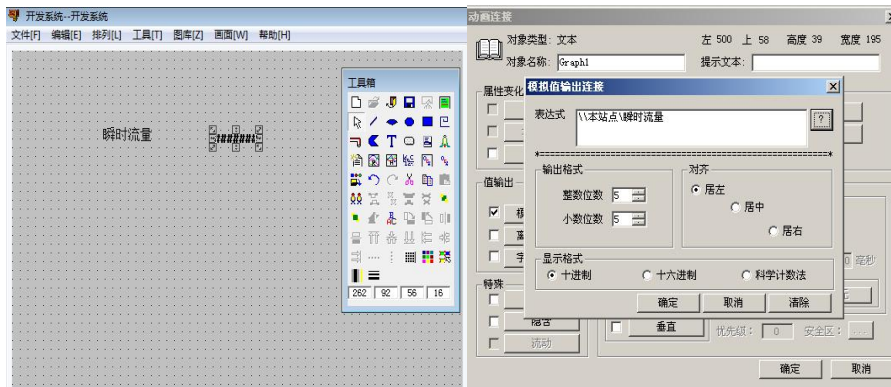 开发系统--开发系统
文件[F] 编辑[E] 排列[L] 工具[T] 图库[Z] 画面[W] 帮助[H]
瞬时流量
工具箱
262 92 56 16
动画连接
对象类型: 文本 左 500 上 58 高度 39 宽度 195
对象名称: Graph1 提示文本:
属性变化
模拟值输出连接
表达式 \\本站点\瞬时流量 ?
输出格式
整数位数 5
小数位数 5
对齐
居左
居中
居右
显示格式
十进制 十六进制 科学计数法
确定 取消 清除
值输出
特殊
毫秒
隐含
流动
垂直 优先级: 0 安全区: ...
确定 取消